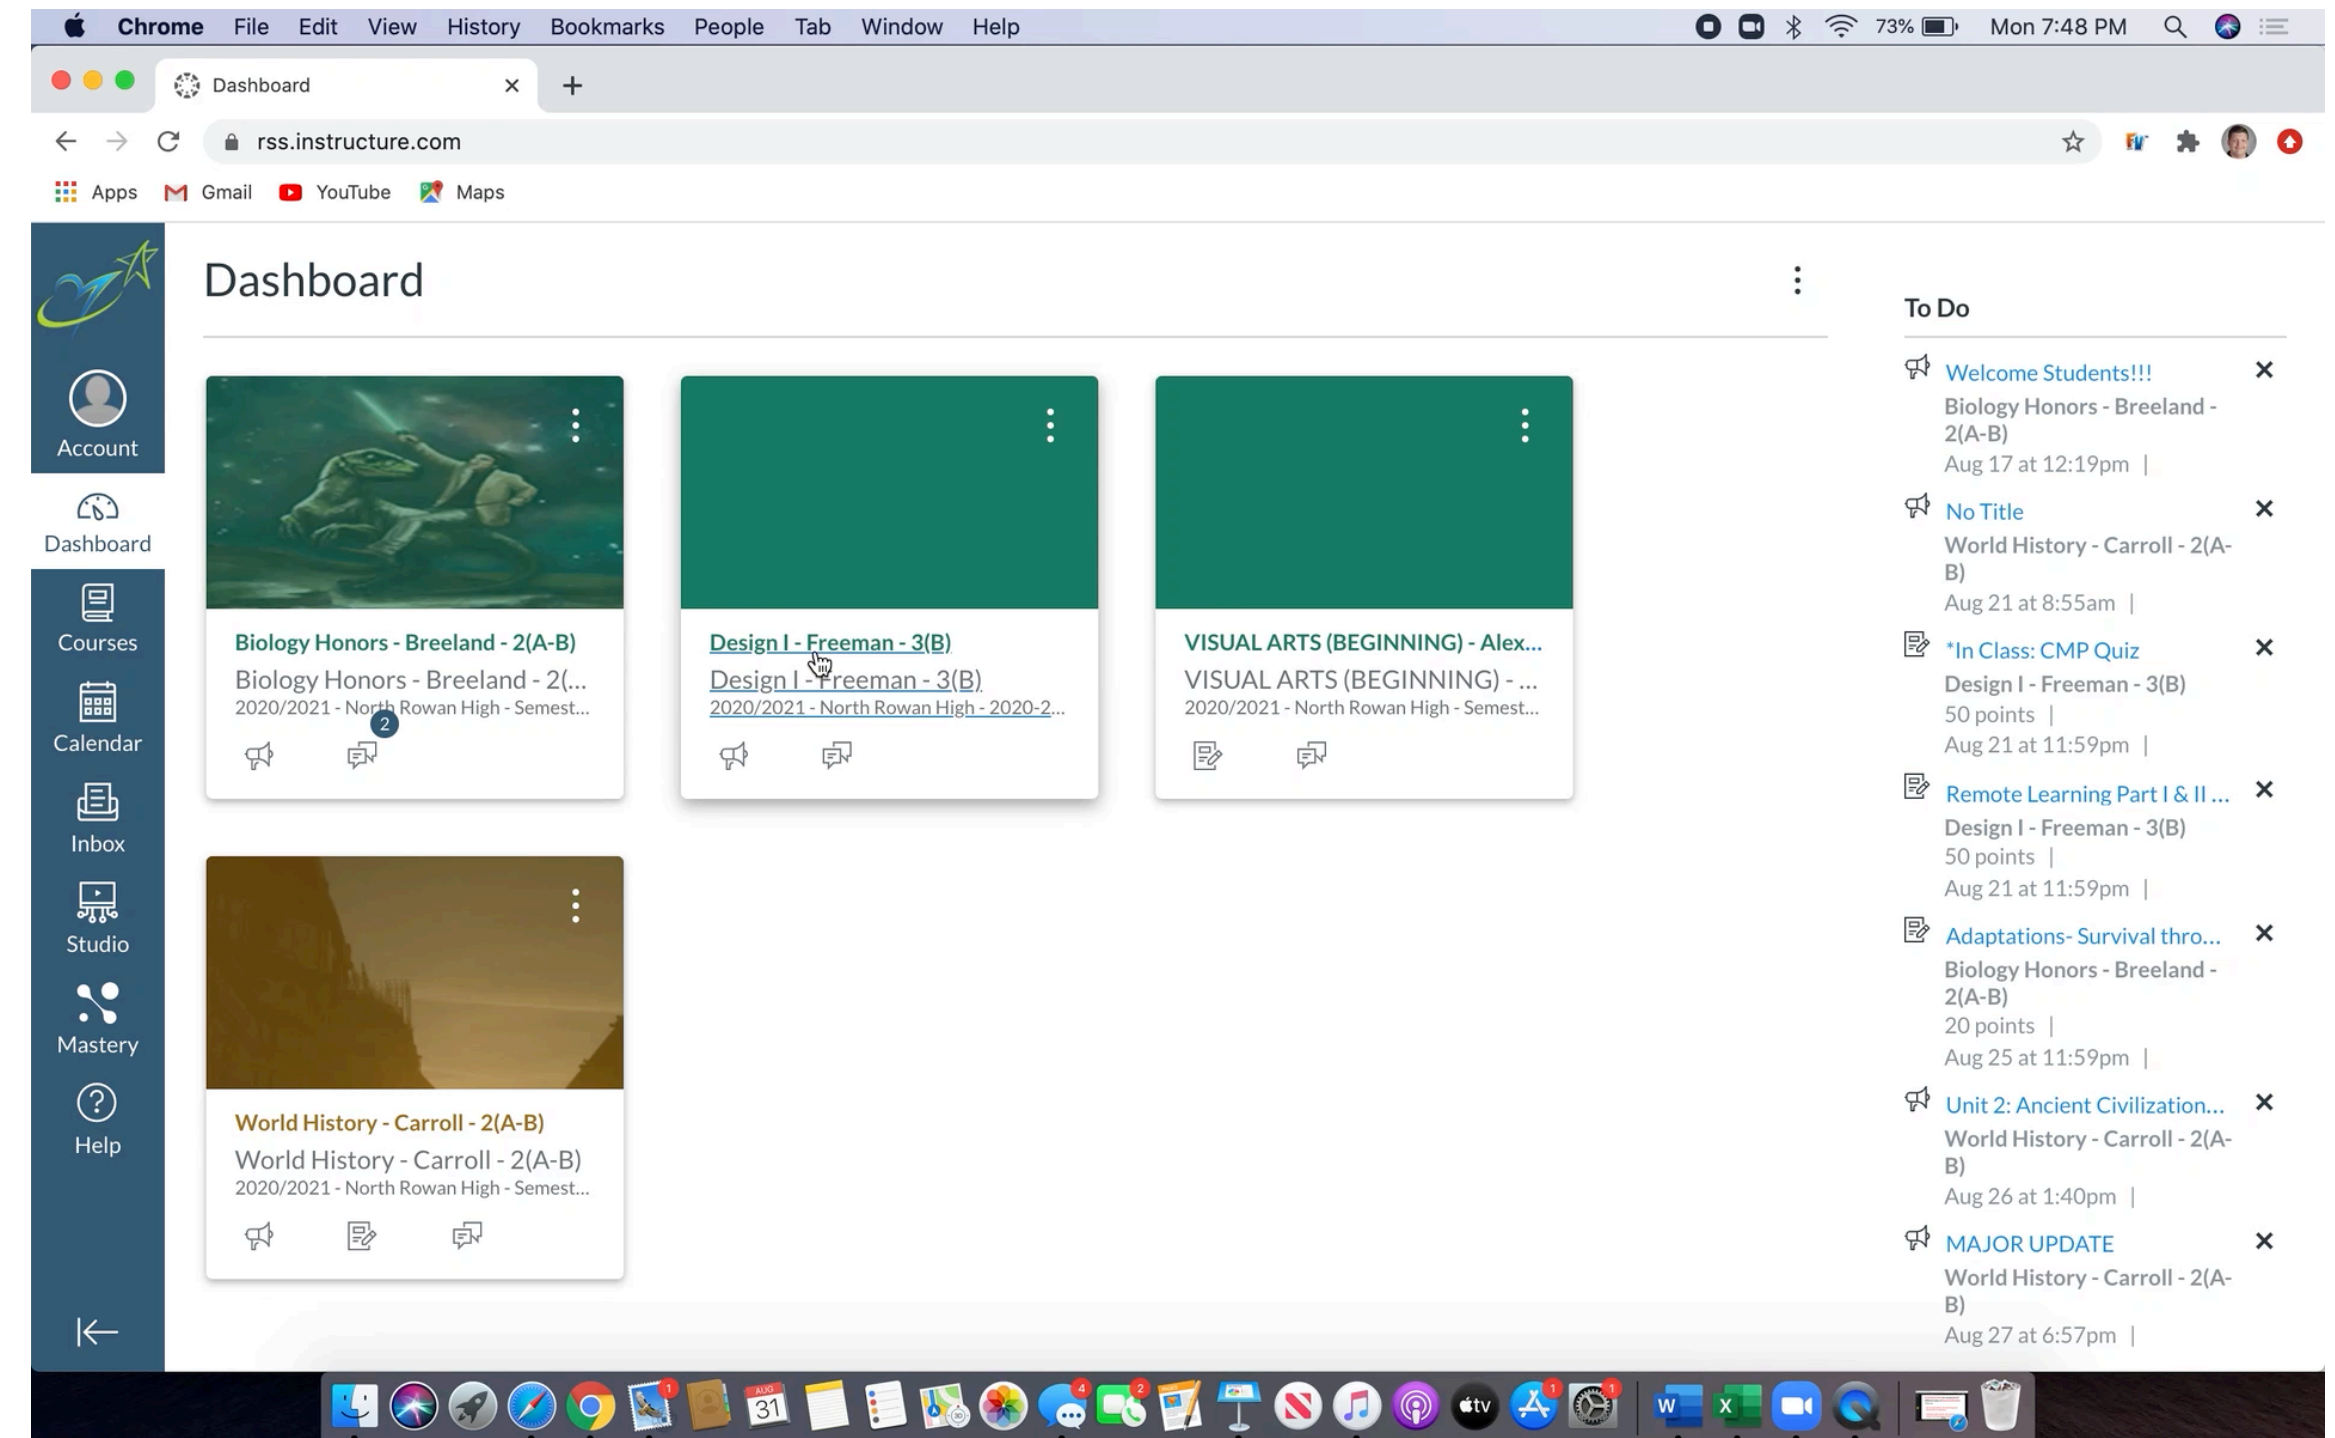 Chrome File Edit View History Bookmarks People Tab Window Help 73% Mon 7:48 PM
Dashboard
rss.instructure.com
Apps Gmail YouTube Maps
Dashboard
Account
Dashboard
Courses
Calendar
Inbox
Studio
Mastery
Help
Biology Honors - Breeland - 2(A-B)
Biology Honors - Breeland - 2(...
2020/2021 - North Rowan High - Semest...
2
Design I - Freeman - 3(B)
Design I - Freeman - 3(B)
2020/2021 - North Rowan High - 2020-2...
VISUAL ARTS (BEGINNING) - Alex...
VISUAL ARTS (BEGINNING) - ...
2020/2021 - North Rowan High - Semest...
World History - Carroll - 2(A-B)
World History - Carroll - 2(A-B)
2020/2021 - North Rowan High - Semest...
To Do
Welcome Students!!!
Biology Honors - Breeland -
2(A-B)
Aug 17 at 12:19pm |
No Title
World History - Carroll - 2(A-
B)
Aug 21 at 8:55am |
*In Class: CMP Quiz
Design I - Freeman - 3(B)
50 points |
Aug 21 at 11:59pm |
Remote Learning Part I & II ...
Design I - Freeman - 3(B)
50 points |
Aug 21 at 11:59pm |
Adaptations- Survival thro...
Biology Honors - Breeland -
2(A-B)
20 points |
Aug 25 at 11:59pm |
Unit 2: Ancient Civilization...
World History - Carroll - 2(A-
B)
Aug 26 at 1:40pm |
MAJOR UPDATE
World History - Carroll - 2(A-
B)
Aug 27 at 6:57pm |
1 AUG 31 4 2 tv 1 1 W X